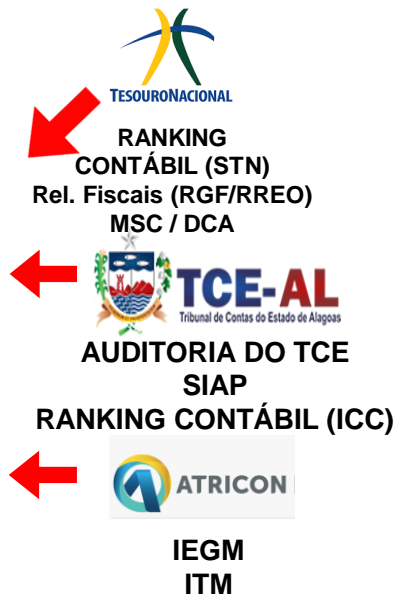 TESOURONACIONAL
RANKING
CONTÁBIL (STN)
Rel. Fiscais (RGF/RREO)
MSC / DCA
TCE-AL
Tribunal de Contas do Estado de Alagoas
AUDITORIA DO TCE
SIAP
RANKING CONTÁBIL (ICC)
ATRICON
IEGM
ITM